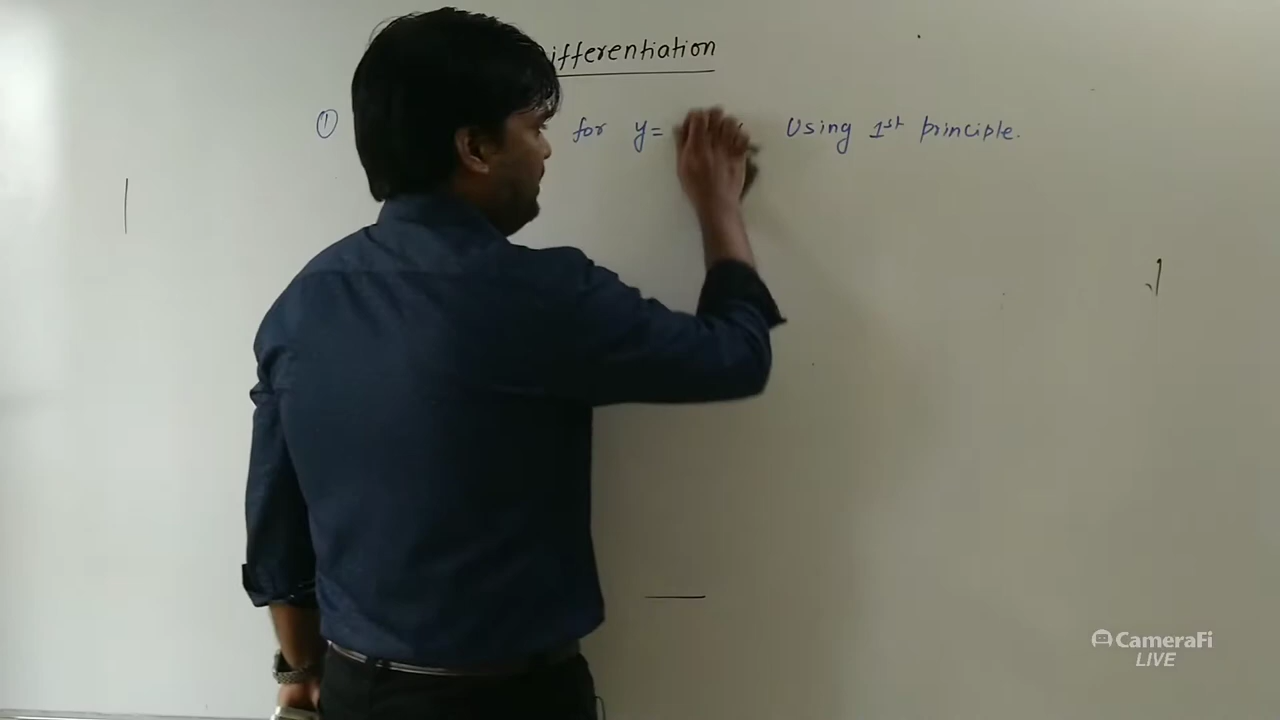 ifferentiation
① for y= Using 1st principle.
CameraFi
LIVE